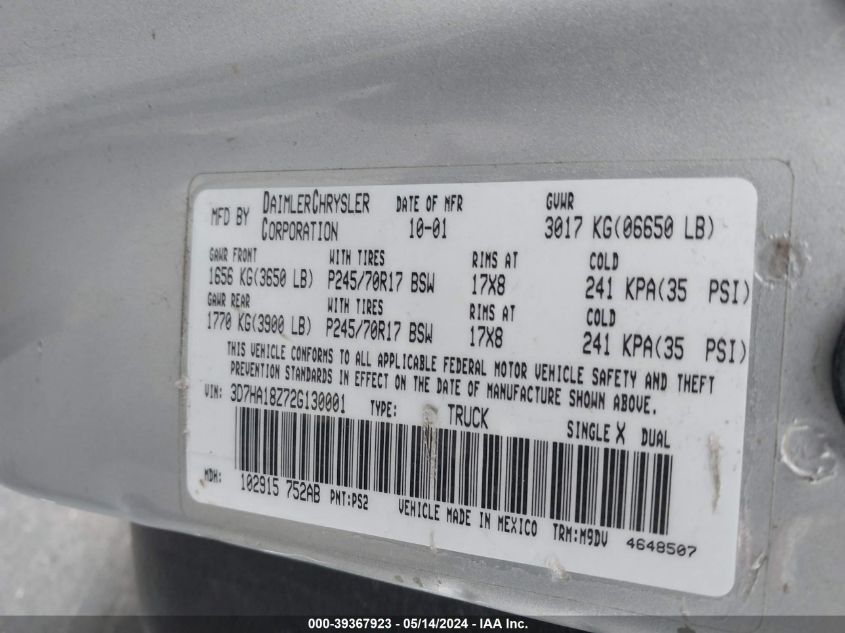 MFD BY DAIMLERCHRYSLER CORPORATION DATE OF MFR 10-01 GVWR 3017 KG(06650 LB)
GAWR FRONT WITH TIRES RIMS AT COLD
1656 KG(3650 LB) P245/70R17 BSW 17X8 241 KPA(35 PSI)
GAWR REAR WITH TIRES RIMS AT COLD
1770 KG(3900 LB) P245/70R17 BSW 17X8 241 KPA(35 PSI)
THIS VEHICLE CONFORMS TO ALL APPLICABLE FEDERAL MOTOR VEHICLE SAFETY AND THEFT
PREVENTION STANDARDS IN EFFECT ON THE DATE OF MANUFACTURE SHOWN ABOVE.
VIN: 3D7HA18Z72G130001 TYPE: TRUCK SINGLE X DUAL
MDH: 102915 752AB PNT:PS2 VEHICLE MADE IN MEXICO TRM:M9DV 4648507
000-39367923 - 05/14/2024 - IAA Inc.